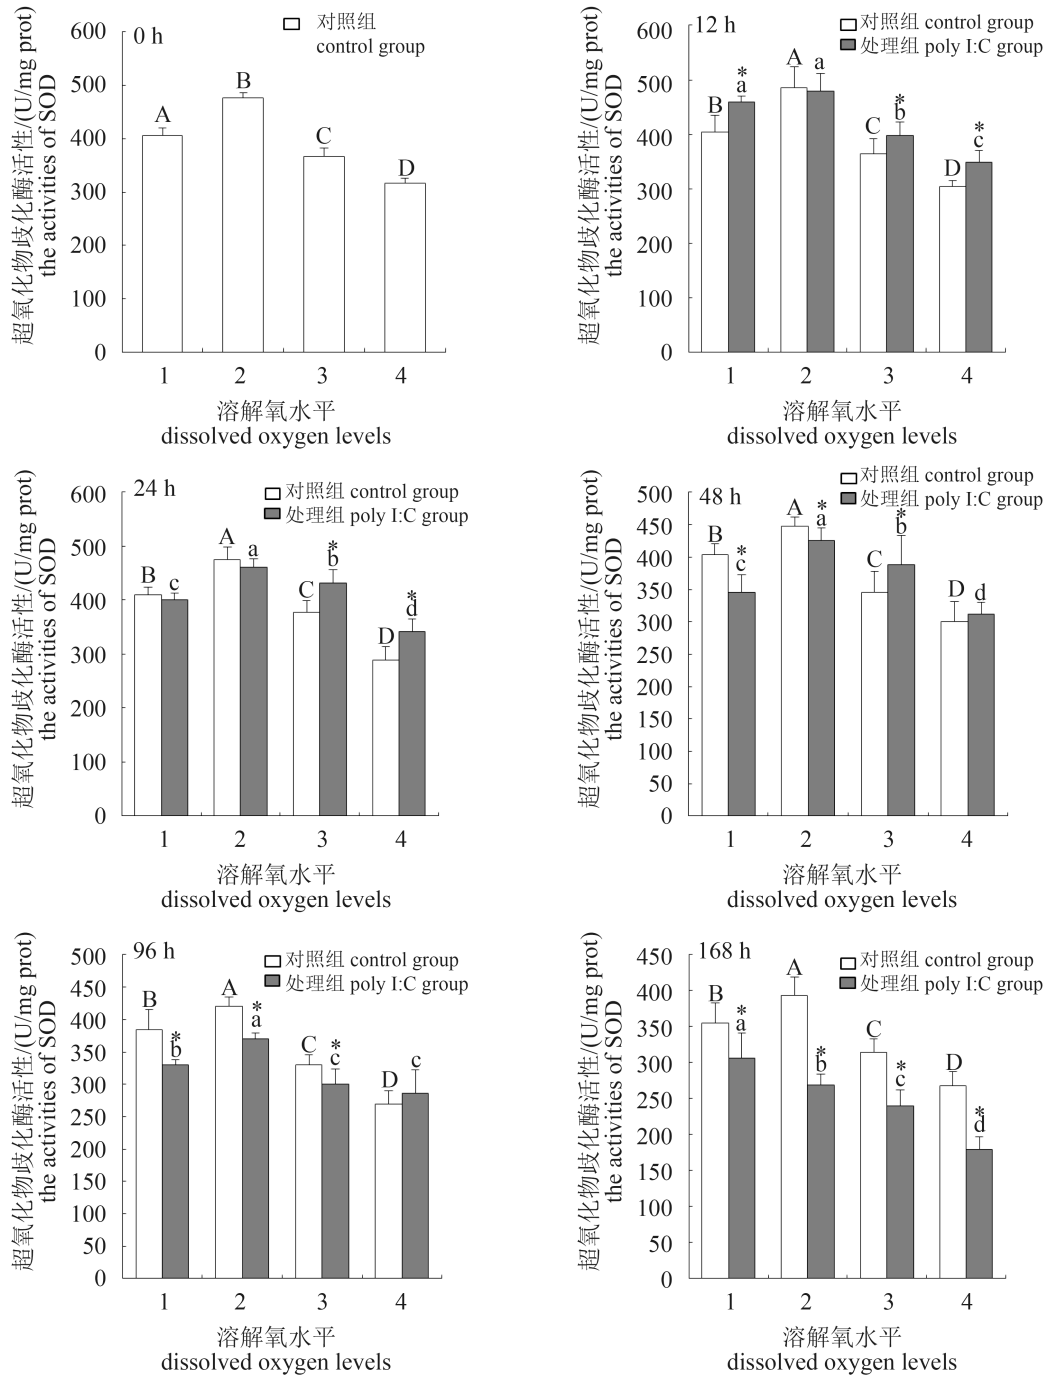 超氧化物歧化酶活性/(U/mg prot)
the activities of SOD
600
500
400
300
200
100
0
0 h
对照组
control group
A
B
C
D
1 2 3 4
溶解氧水平
dissolved oxygen levels
超氧化物歧化酶活性/(U/mg prot)
the activities of SOD
600
500
400
300
200
100
0
12 h
对照组 control group
处理组 poly I:C group
B
*
a
A
a
C
*
b
D
*
c
1 2 3 4
溶解氧水平
dissolved oxygen levels
超氧化物歧化酶活性/(U/mg prot)
the activities of SOD
600
500
400
300
200
100
0
24 h
对照组 control group
处理组 poly I:C group
B
c
A
a
C
*
b
D
*
d
1 2 3 4
溶解氧水平
dissolved oxygen levels
超氧化物歧化酶活性/(U/mg prot)
the activities of SOD
500
450
400
350
300
250
200
150
100
50
0
48 h
对照组 control group
处理组 poly I:C group
B
*
c
A
*
a
C
*
b
D
d
1 2 3 4
溶解氧水平
dissolved oxygen levels
超氧化物歧化酶活性/(U/mg prot)
the activities of SOD
500
450
400
350
300
250
200
150
100
50
0
96 h
对照组 control group
处理组 poly I:C group
B
*
b
A
*
a
C
*
c
D
c
1 2 3 4
溶解氧水平
dissolved oxygen levels
超氧化物歧化酶活性/(U/mg prot)
the activities of SOD
450
400
350
300
250
200
150
100
50
0
168 h
对照组 control group
处理组 poly I:C group
B
*
a
A
*
b
C
*
c
D
*
d
1 2 3 4
溶解氧水平
dissolved oxygen levels